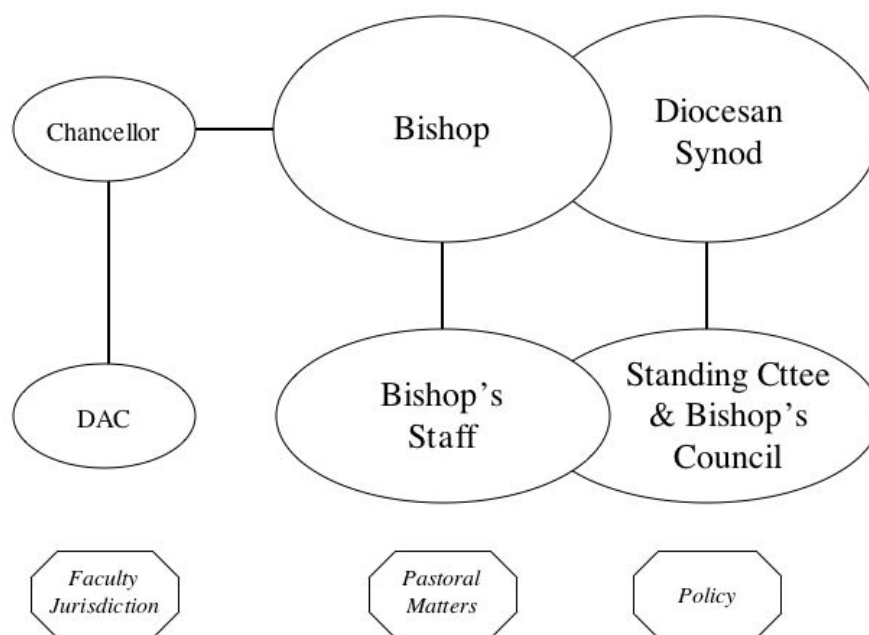 Chancellor
Bishop
Diocesan
Synod
DAC
Bishop’s
Staff
Standing Cttee
& Bishop’s
Council
Faculty
Jurisdiction
Pastoral
Matters
Policy